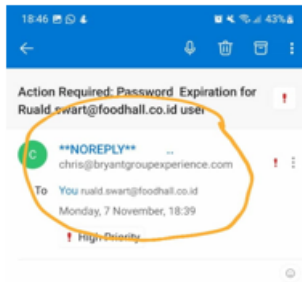 18:46 43%
Action Required: Password Expiration for
Ruald.swart@foodhall.co.id user
C **NOREPLY** ..
chris@bryantgroupexperience.com
To You ruald.swart@foodhall.co.id
Monday, 7 November, 18:39
High Priority